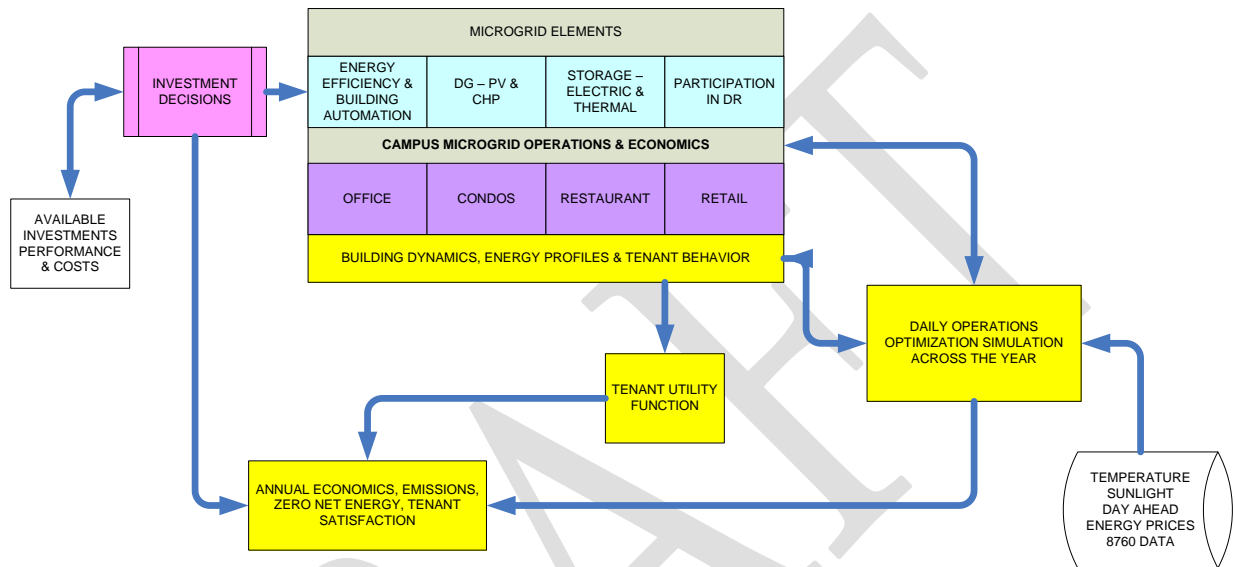 MICROGRID ELEMENTS
INVESTMENT
DECISIONS
ENERGY
EFFICIENCY &
BUILDING
AUTOMATION
DG – PV &
CHP
STORAGE –
ELECTRIC &
THERMAL
PARTICIPATION
IN DR
CAMPUS MICROGRID OPERATIONS & ECONOMICS
OFFICE
CONDOS
RESTAURANT
RETAIL
AVAILABLE
INVESTMENTS
PERFORMANCE
& COSTS
BUILDING DYNAMICS, ENERGY PROFILES & TENANT BEHAVIOR
DAILY OPERATIONS
OPTIMIZATION SIMULATION
ACROSS THE YEAR
TENANT UTILITY
FUNCTION
ANNUAL ECONOMICS, EMISSIONS,
ZERO NET ENERGY, TENANT
SATISFACTION
TEMPERATURE
SUNLIGHT
DAY AHEAD
ENERGY PRICES
8760 DATA